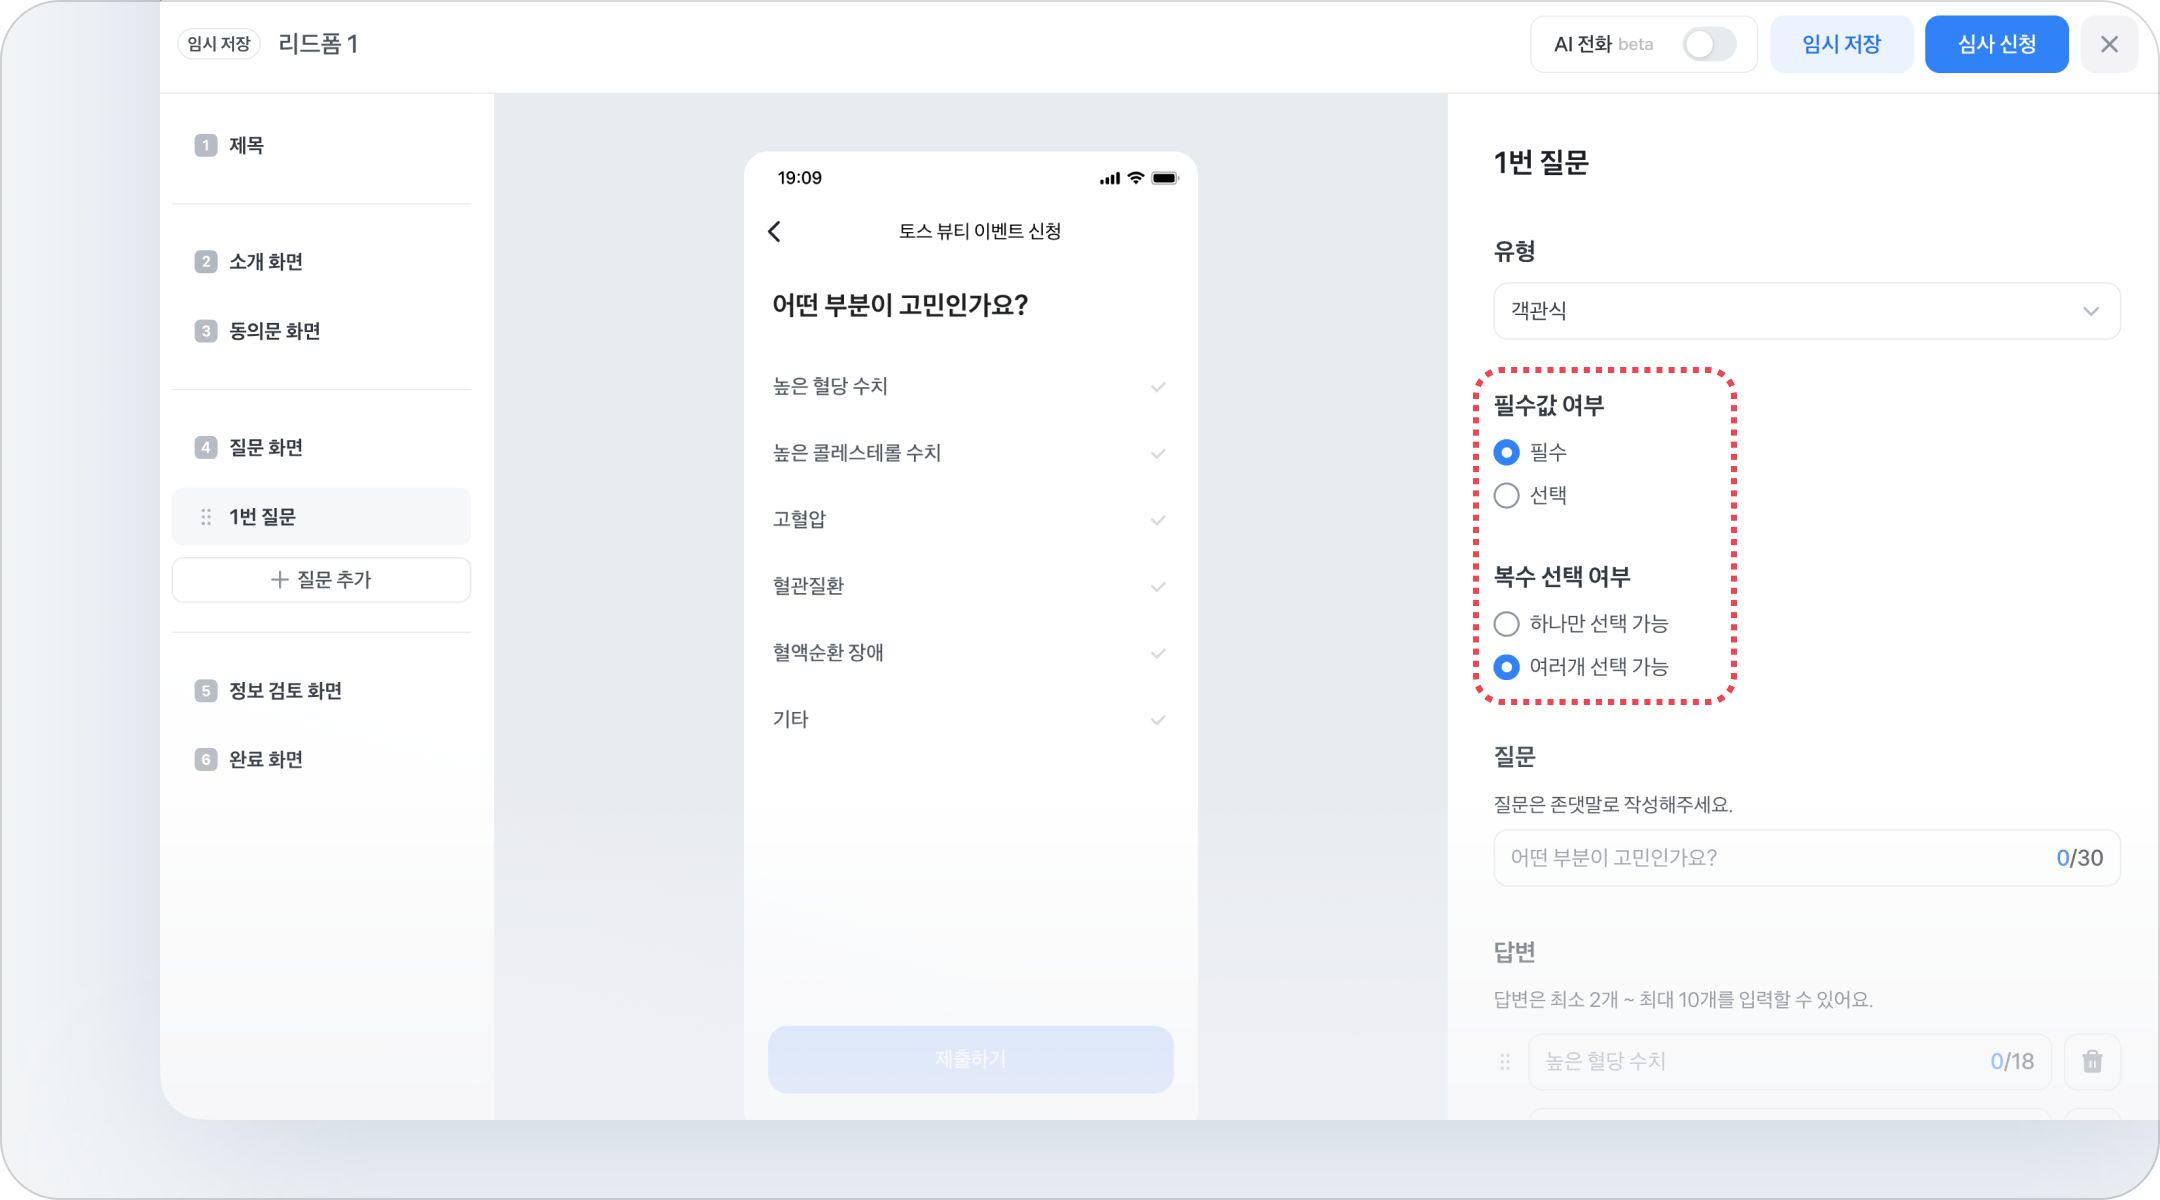 임시 저장 리드폼 1
AI 전화 beta
임시 저장
심사 신청
1 제목
2 소개 화면
3 동의문 화면
4 질문 화면
1번 질문
질문 추가
5 정보 검토 화면
6 완료 화면
19:09
토스 뷰티 이벤트 신청
어떤 부분이 고민인가요?
높은 혈당 수치
높은 콜레스테롤 수치
고혈압
혈관질환
혈액순환 장애
기타
제출하기
1번 질문
유형
객관식
필수값 여부
필수
선택
복수 선택 여부
하나만 선택 가능
여러개 선택 가능
질문
질문은 존댓말로 작성해주세요.
어떤 부분이 고민인가요? 0/30
답변
답변은 최소 2개 ~ 최대 10개를 입력할 수 있어요.
높은 혈당 수치 0/18